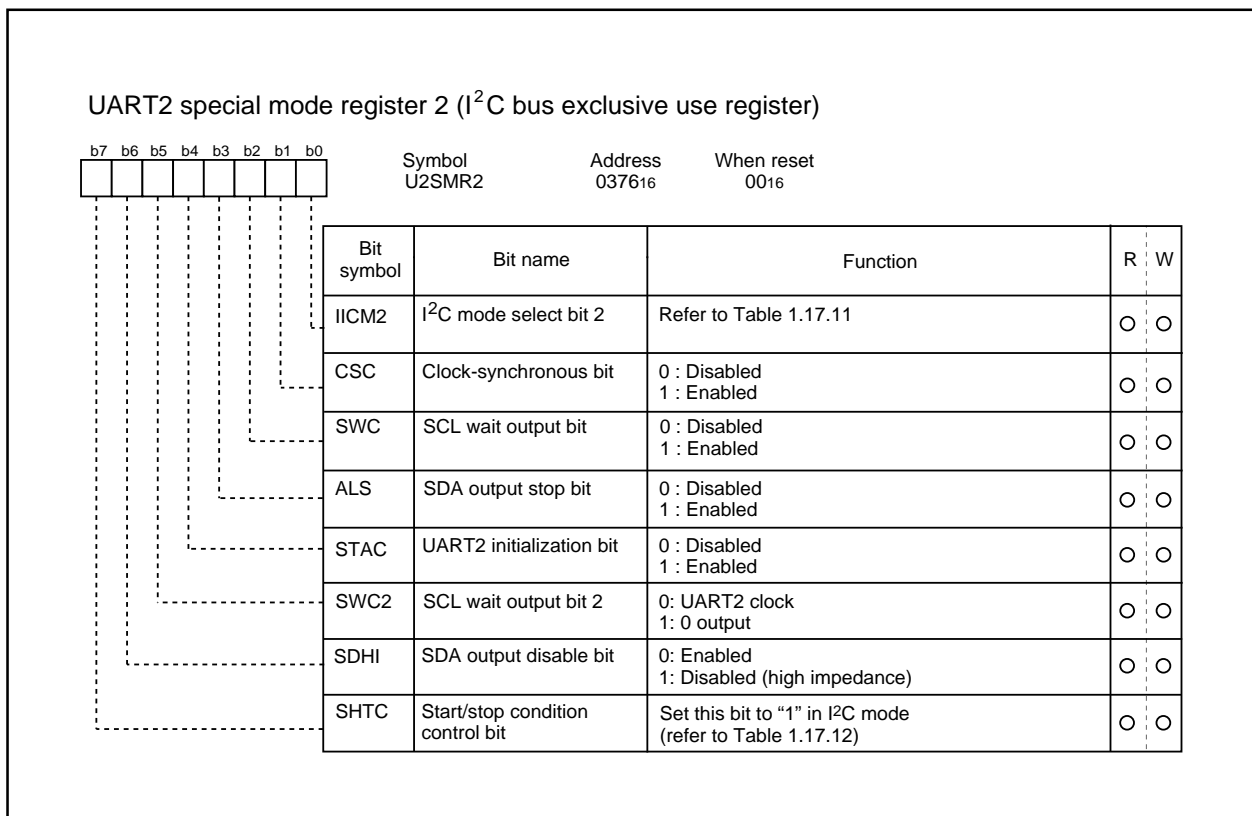 UART2 special mode register 2 (I2C bus exclusive use register)
b7 b6 b5 b4 b3 b2 b1 b0
Symbol Address When reset
U2SMR2 037616 0016
Bit symbol Bit name Function R W
IICM2 I2C mode select bit 2 Refer to Table 1.17.11
CSC Clock-synchronous bit 0 : Disabled
1 : Enabled
SWC SCL wait output bit 0 : Disabled
1 : Enabled
ALS SDA output stop bit 0 : Disabled
1 : Enabled
STAC UART2 initialization bit 0 : Disabled
1 : Enabled
SWC2 SCL wait output bit 2 0: UART2 clock
1: 0 output
SDHI SDA output disable bit 0: Enabled
1: Disabled (high impedance)
SHTC Start/stop condition control bit Set this bit to “1” in I2C mode
(refer to Table 1.17.12)